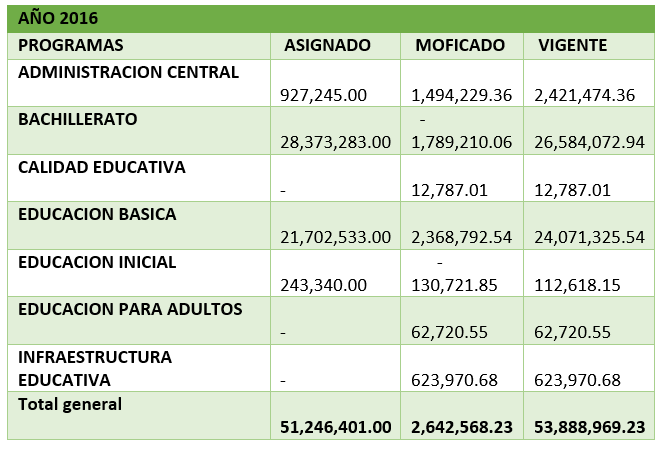 AÑO 2016
PROGRAMAS ASIGNADO MOFICADO VIGENTE
ADMINISTRACION CENTRAL
927,245.00 1,494,229.36 2,421,474.36
BACHILLERATO -
28,373,283.00 1,789,210.06 26,584,072.94
CALIDAD EDUCATIVA
- 12,787.01 12,787.01
EDUCACION BASICA
21,702,533.00 2,368,792.54 24,071,325.54
EDUCACION INICIAL -
243,340.00 130,721.85 112,618.15
EDUCACION PARA ADULTOS
- 62,720.55 62,720.55
INFRAESTRUCTURA
EDUCATIVA - 623,970.68 623,970.68
Total general
51,246,401.00 2,642,568.23 53,888,969.23